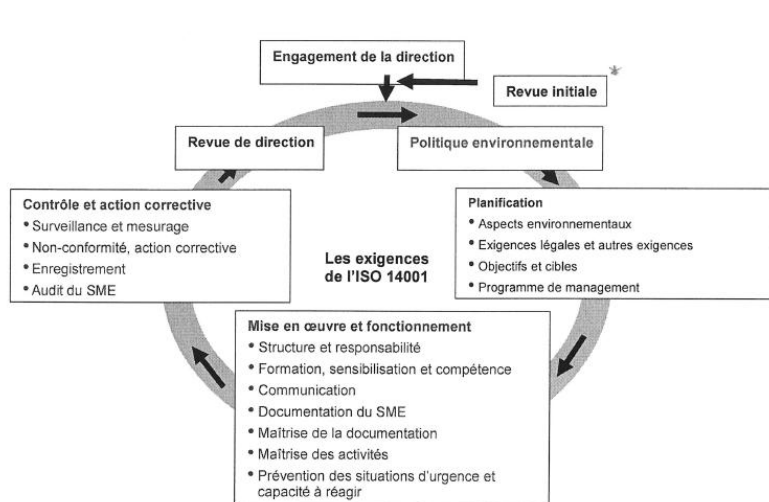 Engagement de la direction
Revue initiale
Revue de direction
Politique environnementale
Contrôle et action corrective
• Surveillance et mesurage
• Non-conformité, action corrective
• Enregistrement
• Audit du SME
Les exigences
de l'ISO 14001
Planification
• Aspects environnementaux
• Exigences légales et autres exigences
• Objectifs et cibles
• Programme de management
Mise en œuvre et fonctionnement
• Structure et responsabilité
• Formation, sensibilisation et compétence
• Communication
• Documentation du SME
• Maîtrise de la documentation
• Maîtrise des activités
• Prévention des situations d'urgence et
capacité à réagir